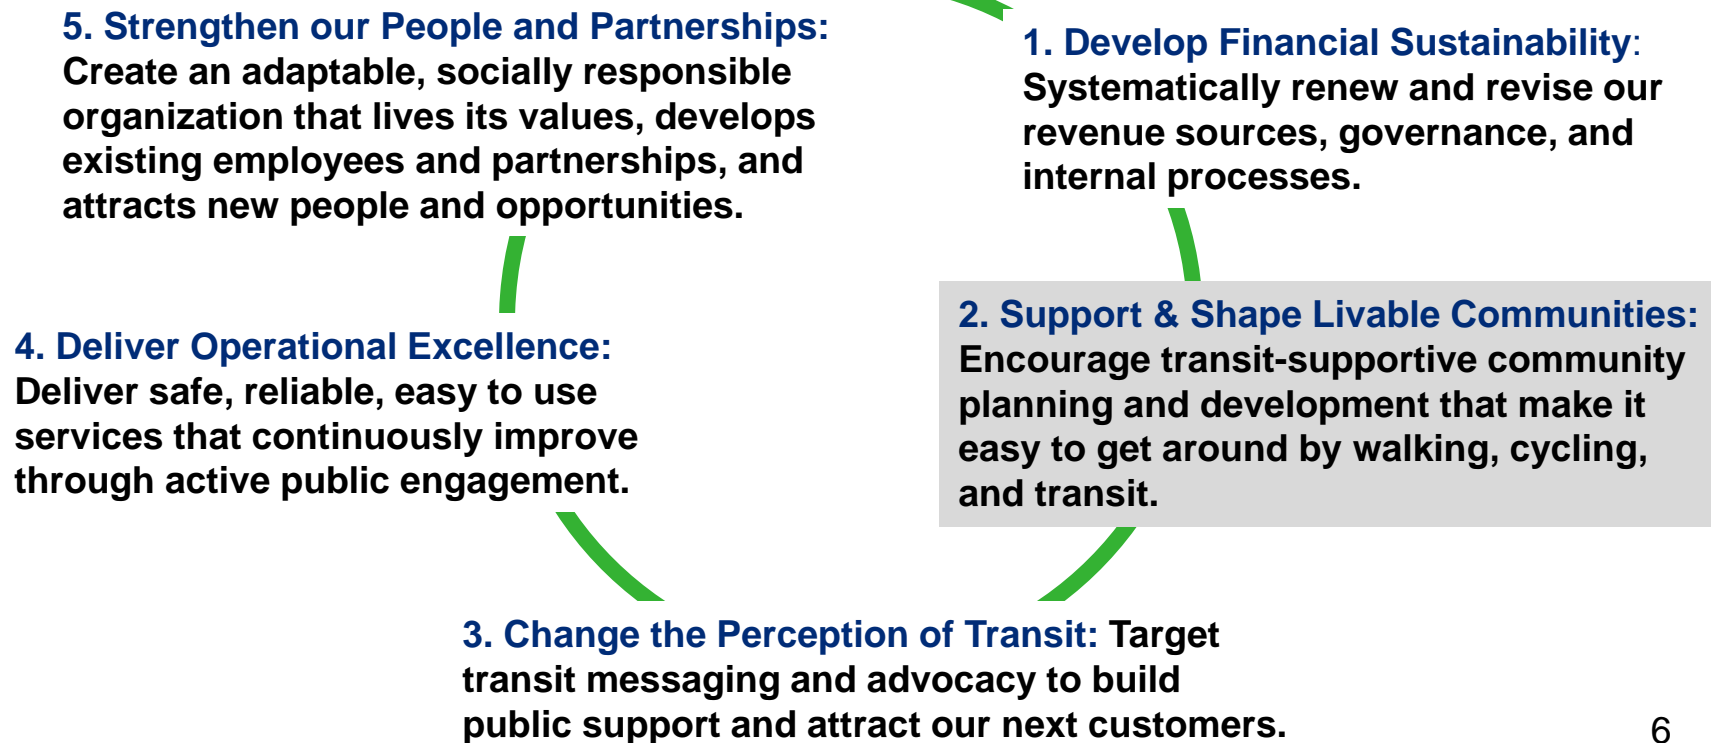 5. Strengthen our People and Partnerships:
Create an adaptable, socially responsible
organization that lives its values, develops
existing employees and partnerships, and
attracts new people and opportunities.
1. Develop Financial Sustainability:
Systematically renew and revise our
revenue sources, governance, and
internal processes.
4. Deliver Operational Excellence:
Deliver safe, reliable, easy to use
services that continuously improve
through active public engagement.
2. Support & Shape Livable Communities:
Encourage transit-supportive community
planning and development that make it
easy to get around by walking, cycling,
and transit.
3. Change the Perception of Transit: Target
transit messaging and advocacy to build
public support and attract our next customers.
6